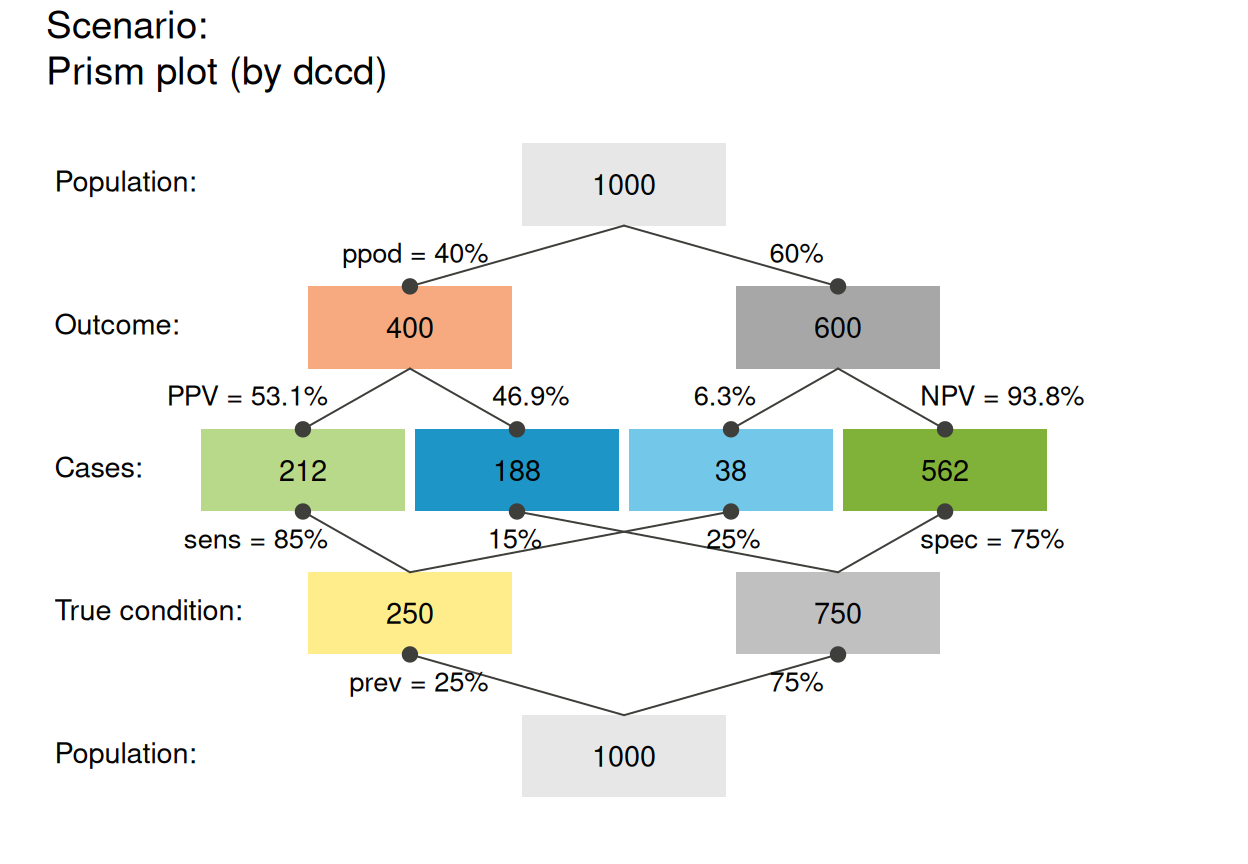 Scenario:
Prism plot (by dccd)
Population:
1000
ppod = 40%
60%
Outcome:
400
600
PPV = 53.1%
46.9%
6.3%
NPV = 93.8%
Cases:
212
188
38
562
sens = 85%
15%
25%
spec = 75%
True condition:
250
750
prev = 25%
75%
Population:
1000